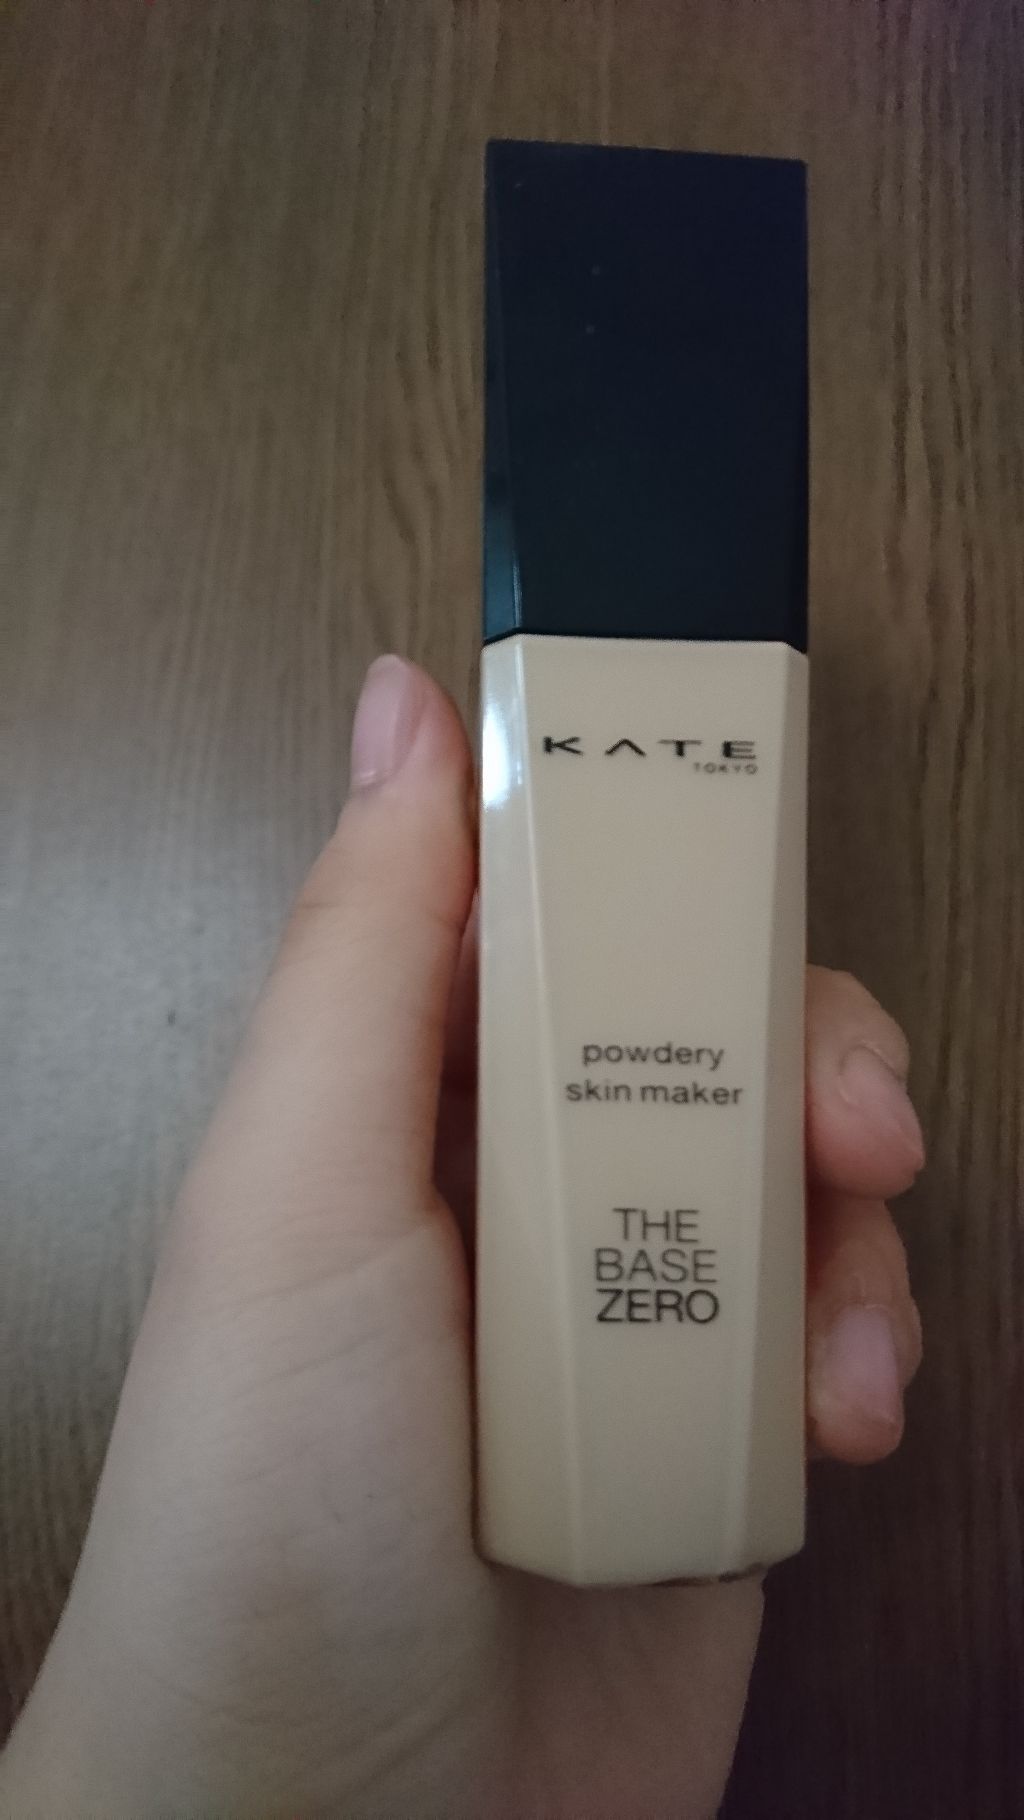 KATE
TOKYO
powdery
skin maker
THE
BASE
ZERO